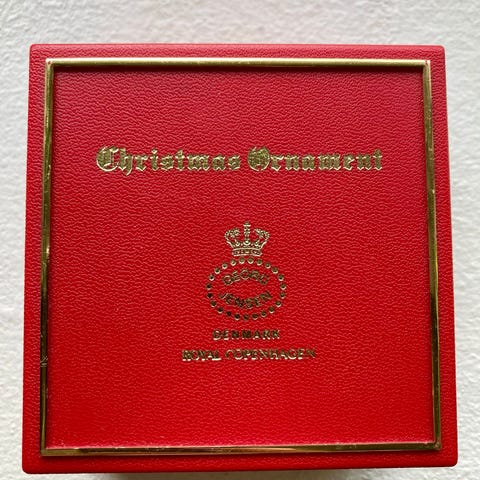 Christmas Ornament
GEORG
JENSEN
DENMARK
ROYAL COPENHAGEN